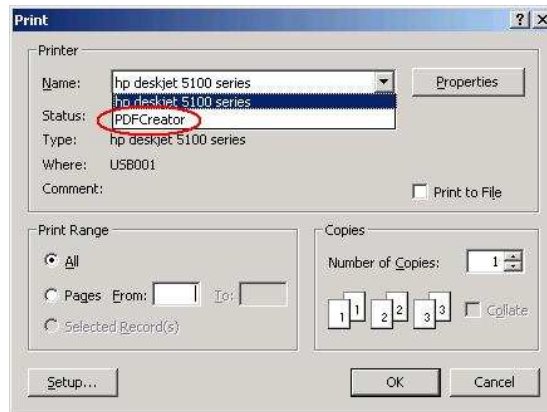 Print
Printer
Name: hp deskjet 5100 series Properties
hp deskjet 5100 series
Status: PDFCreator
Type: hp deskjet 5100 series
Where: USB001
Comment: Print to File
Print Range
All
Pages From: To:
Selected Record(s)
Copies
Number of Copies: 1
1 1 2 2 3 3 Collate
Setup... OK Cancel